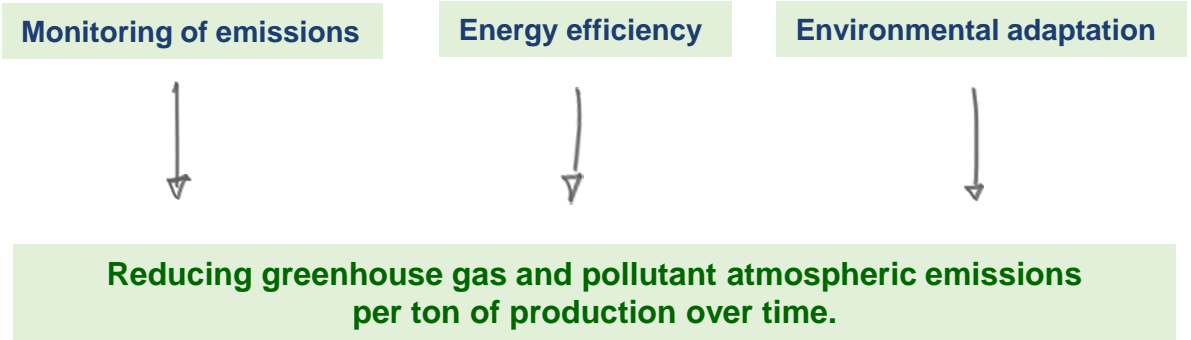 Monitoring of emissions
Energy efficiency
Environmental adaptation
Reducing greenhouse gas and pollutant atmospheric emissions
per ton of production over time.